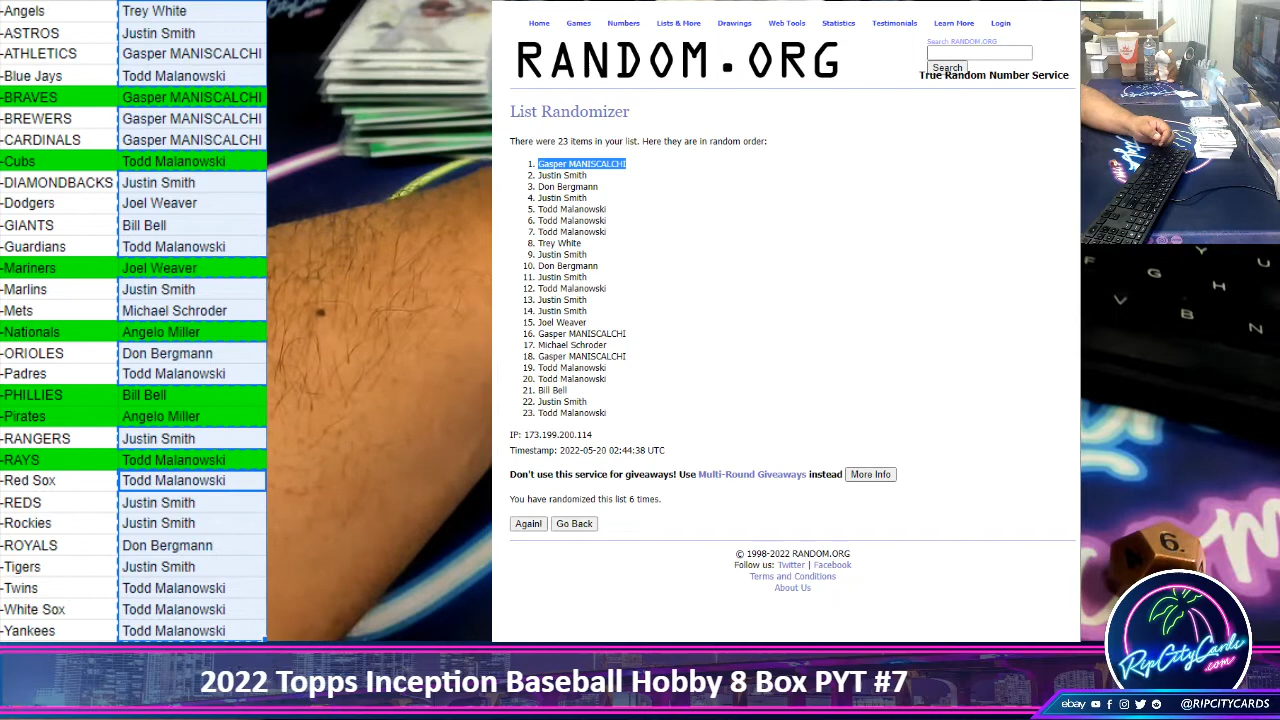 -Angels Trey White
-ASTROS Justin Smith
-ATHLETICS Gasper MANISCALCHI
-Blue Jays Todd Malanowski
-BRAVES Gasper MANISCALCHI
-BREWERS Gasper MANISCALCHI
-CARDINALS Gasper MANISCALCHI
-Cubs Todd Malanowski
-DIAMONDBACKS Justin Smith
-Dodgers Joel Weaver
-GIANTS Bill Bell
-Guardians Todd Malanowski
-Mariners Joel Weaver
-Marlins Justin Smith
-Mets Michael Schroder
-Nationals Angelo Miller
-ORIOLES Don Bergmann
-Padres Todd Malanowski
-PHILLIES Bill Bell
-Pirates Angelo Miller
-RANGERS Justin Smith
-RAYS Todd Malanowski
-Red Sox Todd Malanowski
-REDS Justin Smith
-Rockies Justin Smith
-ROYALS Don Bergmann
-Tigers Justin Smith
-Twins Todd Malanowski
-White Sox Todd Malanowski
-Yankees Todd Malanowski
Home Games Numbers Lists & More Drawings Web Tools Statistics Testimonials Learn More Login
RANDOM.ORG
Search RANDOM.ORG
Search
True Random Number Service
List Randomizer
There were 23 items in your list. Here they are in random order:
1. Gasper MANISCALCHI
2. Justin Smith
3. Don Bergmann
4. Justin Smith
5. Todd Malanowski
6. Todd Malanowski
7. Todd Malanowski
8. Trey White
9. Justin Smith
10. Don Bergmann
11. Justin Smith
12. Todd Malanowski
13. Justin Smith
14. Justin Smith
15. Joel Weaver
16. Gasper MANISCALCHI
17. Michael Schroder
18. Gasper MANISCALCHI
19. Todd Malanowski
20. Todd Malanowski
21. Bill Bell
22. Justin Smith
23. Todd Malanowski
IP: 173.199.200.114
Timestamp: 2022-05-20 02:44:38 UTC
Don't use this service for giveaways! Use Multi-Round Giveaways instead More Info
You have randomized this list 6 times.
Again! Go Back
© 1998-2022 RANDOM.ORG
Follow us: Twitter | Facebook
Terms and Conditions
About Us
F
Y G Y
V B N
4 6.
RipCityCards
.com
2022 Topps Inception Baseball Hobby 8 Box PYT #7
ebay @RIPCITYCARDS